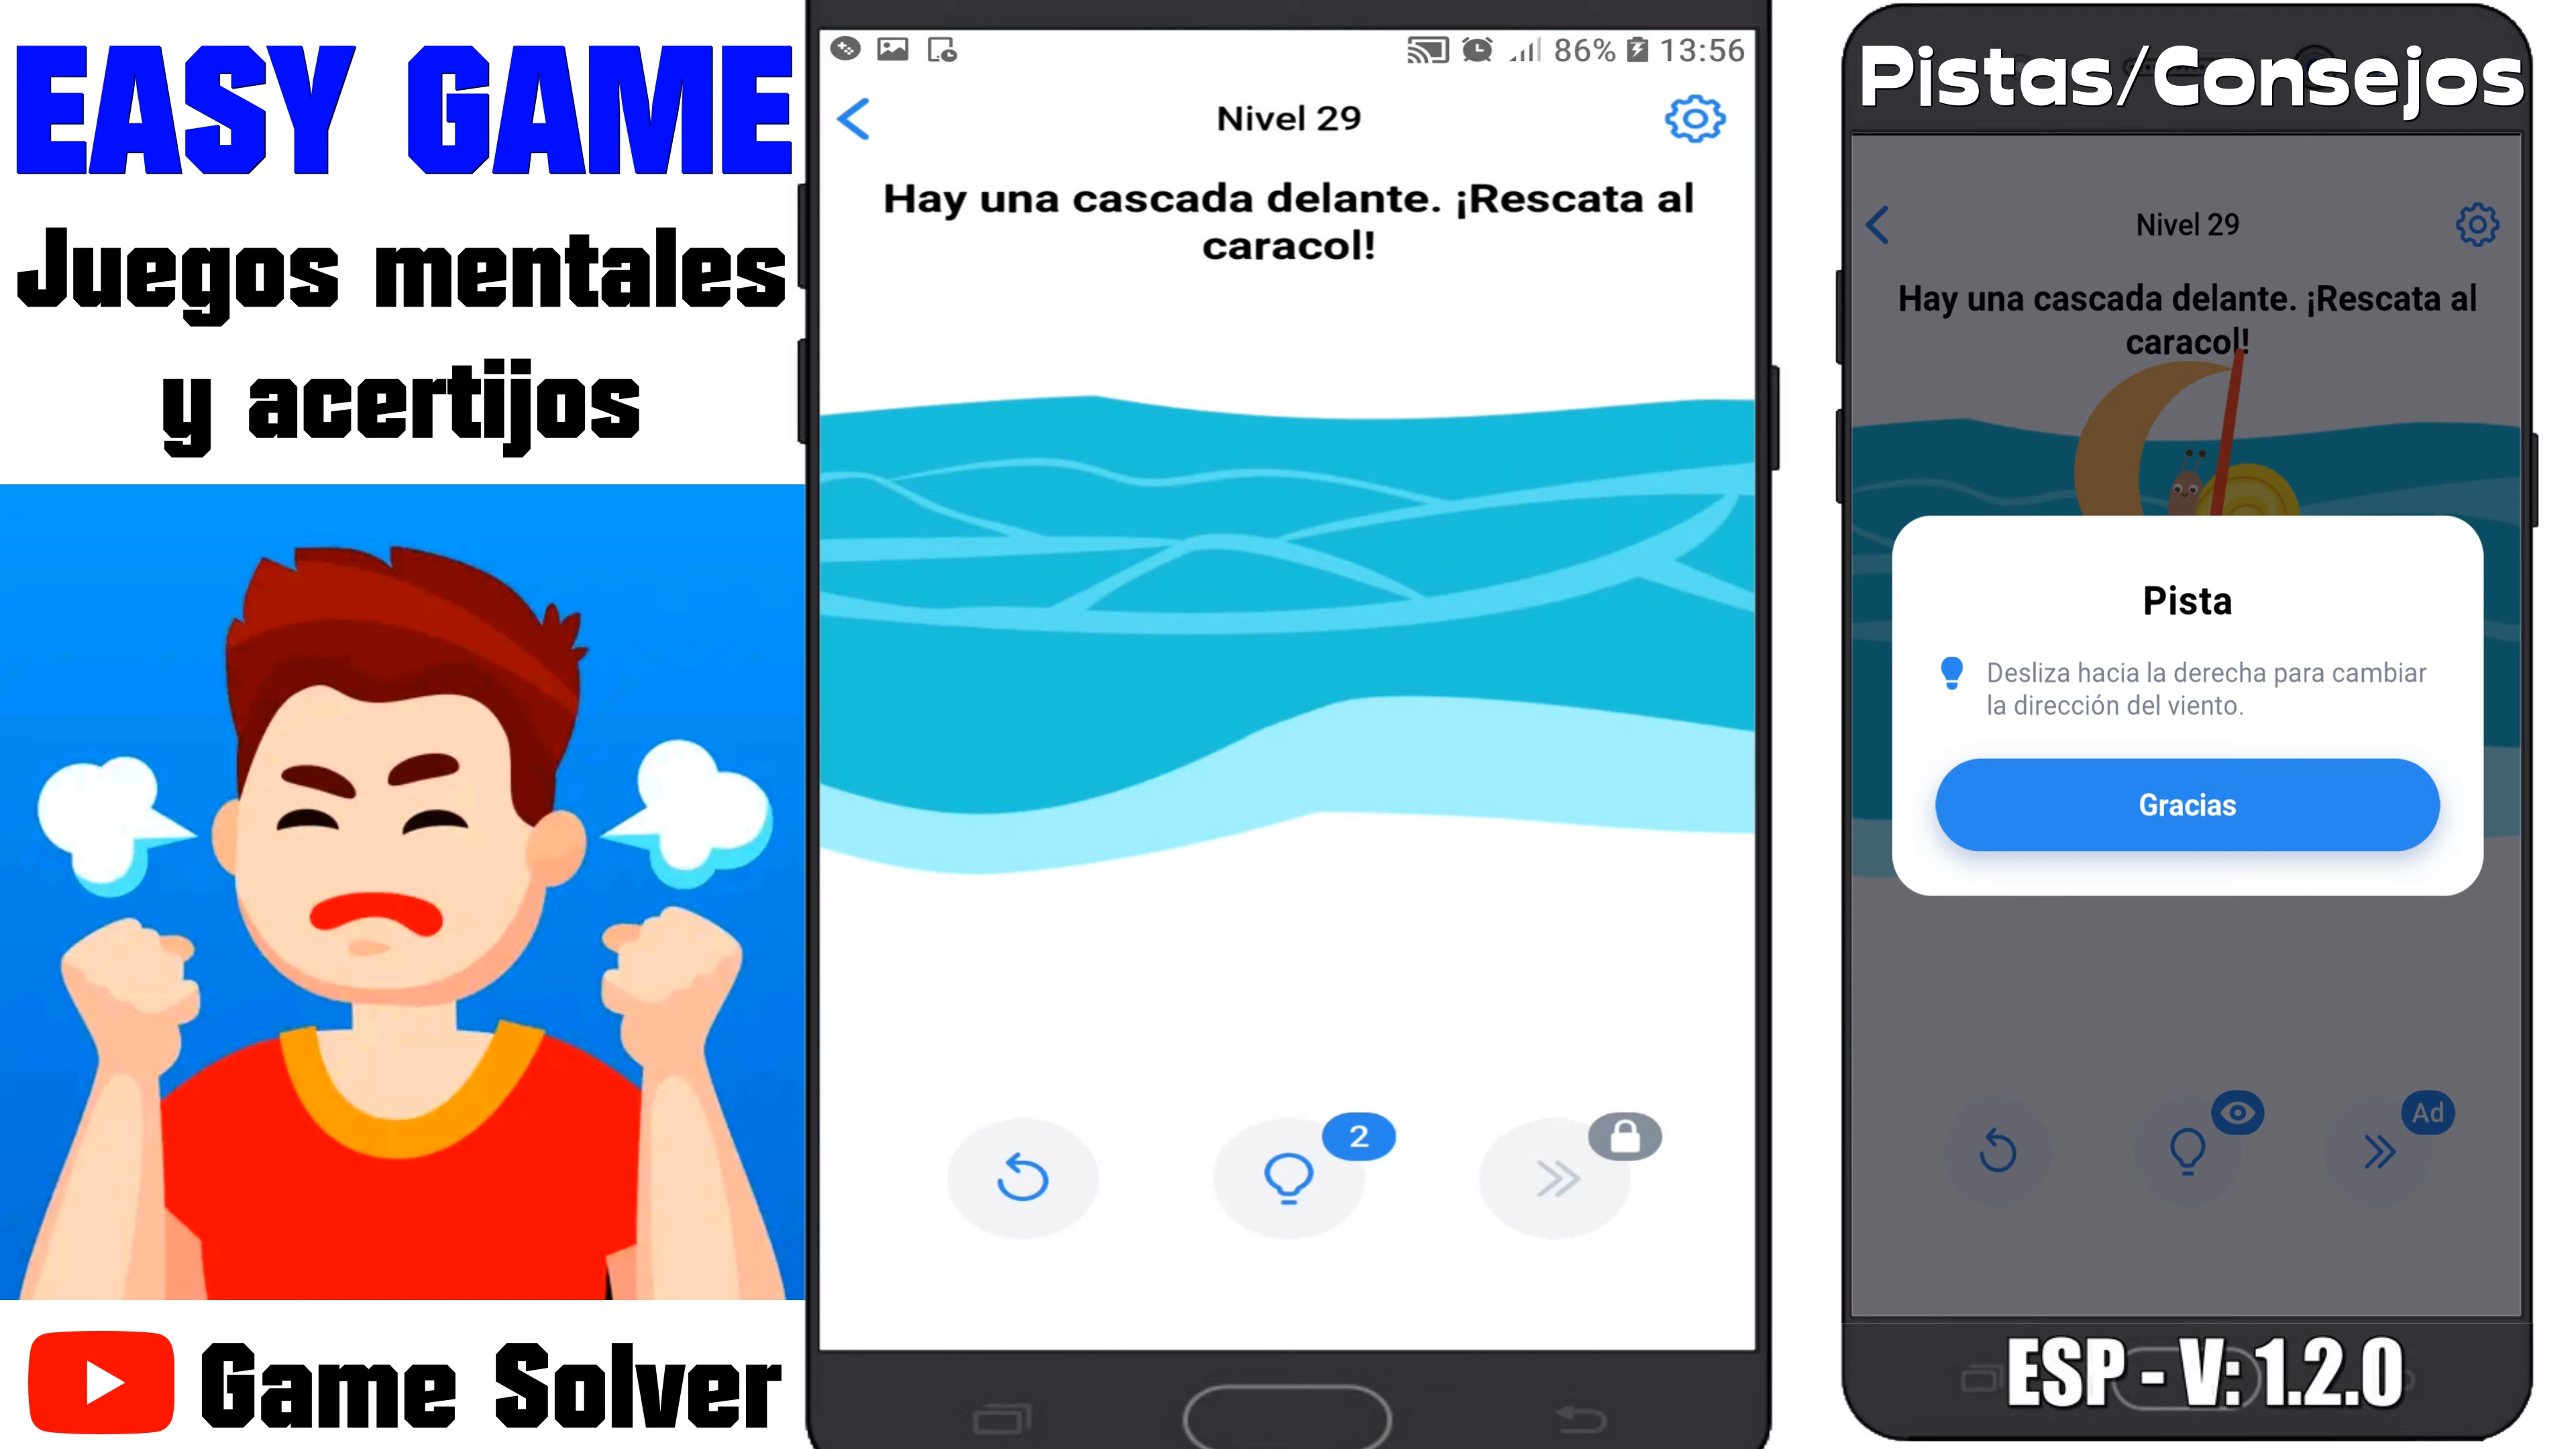 EASY GAME
Juegos mentales
y acertijos
Game Solver
86% 13:56
Nivel 29
Hay una cascada delante. ¡Rescata al
caracol!
2
Pistas/Consejos
Nivel 29
Hay una cascada delante. ¡Rescata al
caracol!
Pista
Desliza hacia la derecha para cambiar
la dirección del viento.
Gracias
Ad
ESP - V: 1.2.0